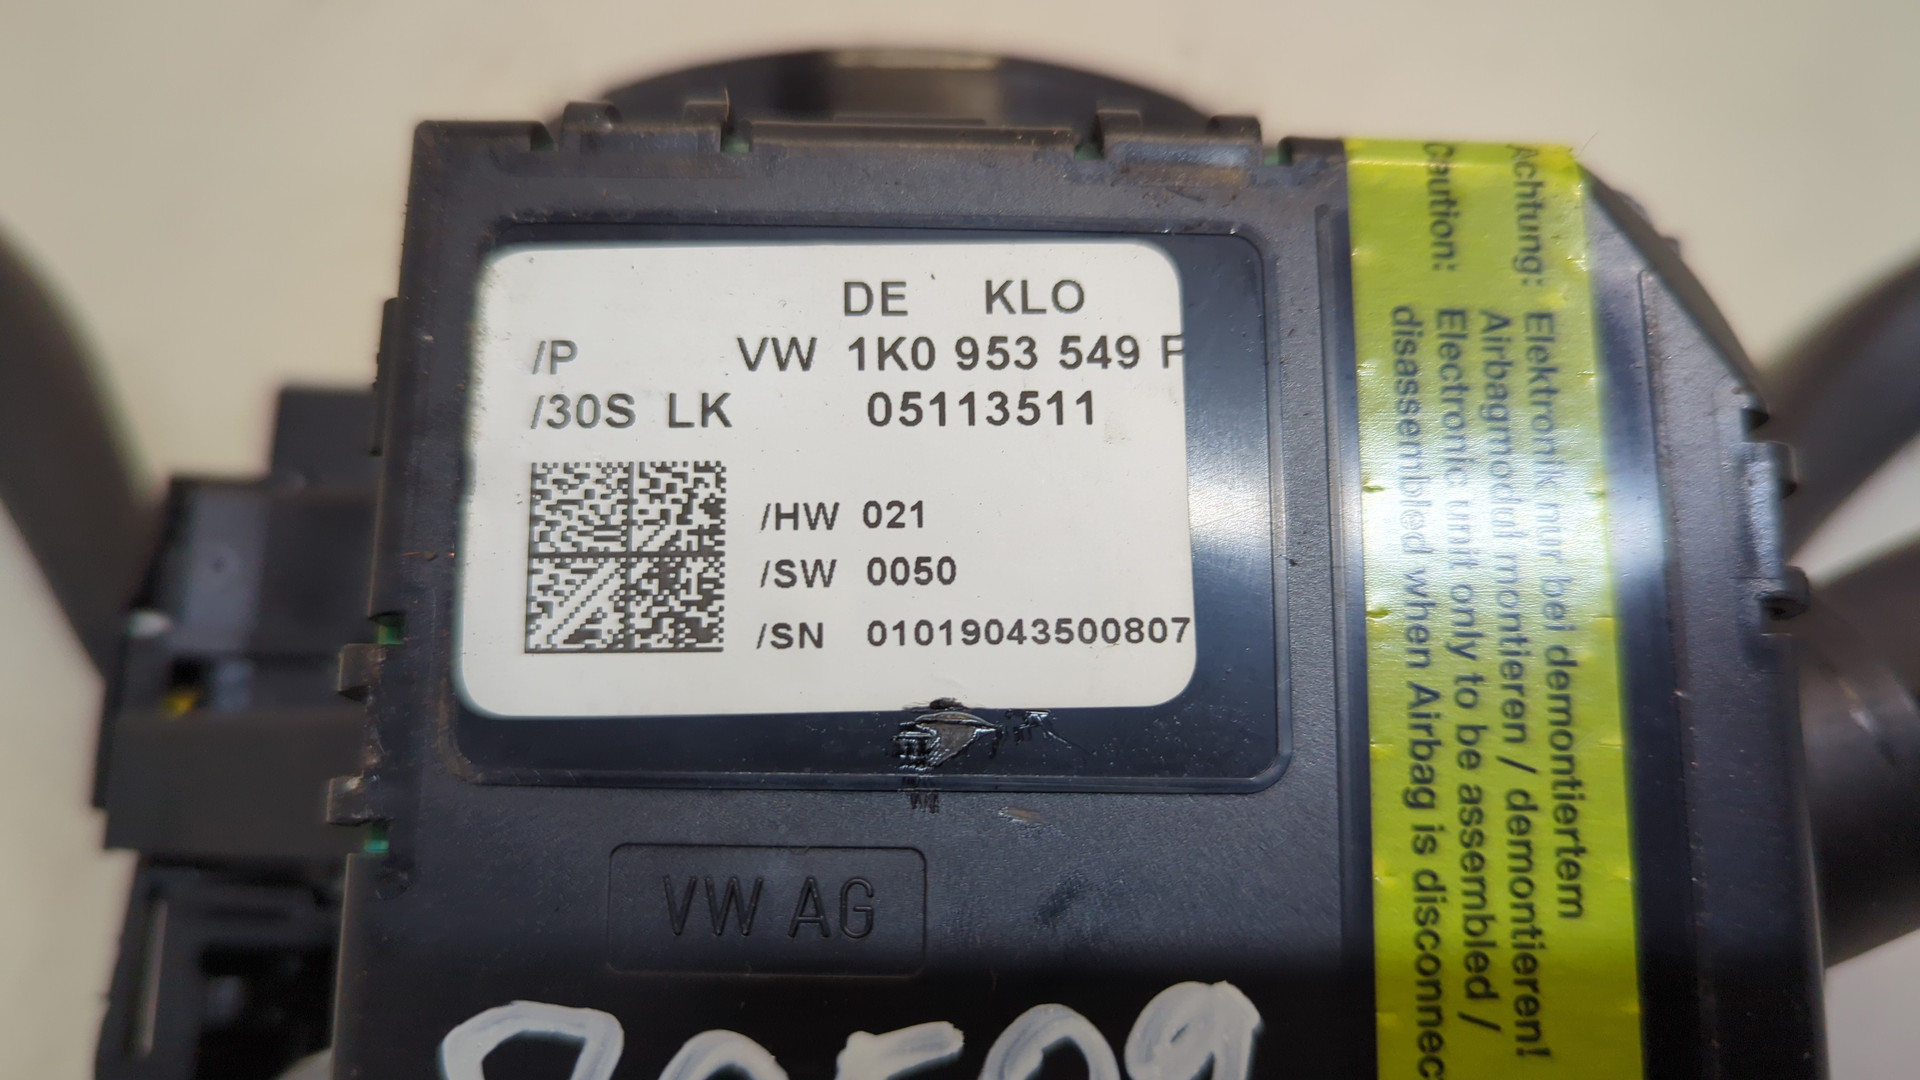 DE KLO
/P VW 1K0 953 549 F
/30S LK 05113511
/HW 021
/SW 0050
/SN 01019043500807
VW AG
Achtung: Elektronik nur bei demontiertem
Airbagmodul montieren / demontieren!
Caution: Electronic unit only to be assembled /
disassembled when Airbag is disconnec